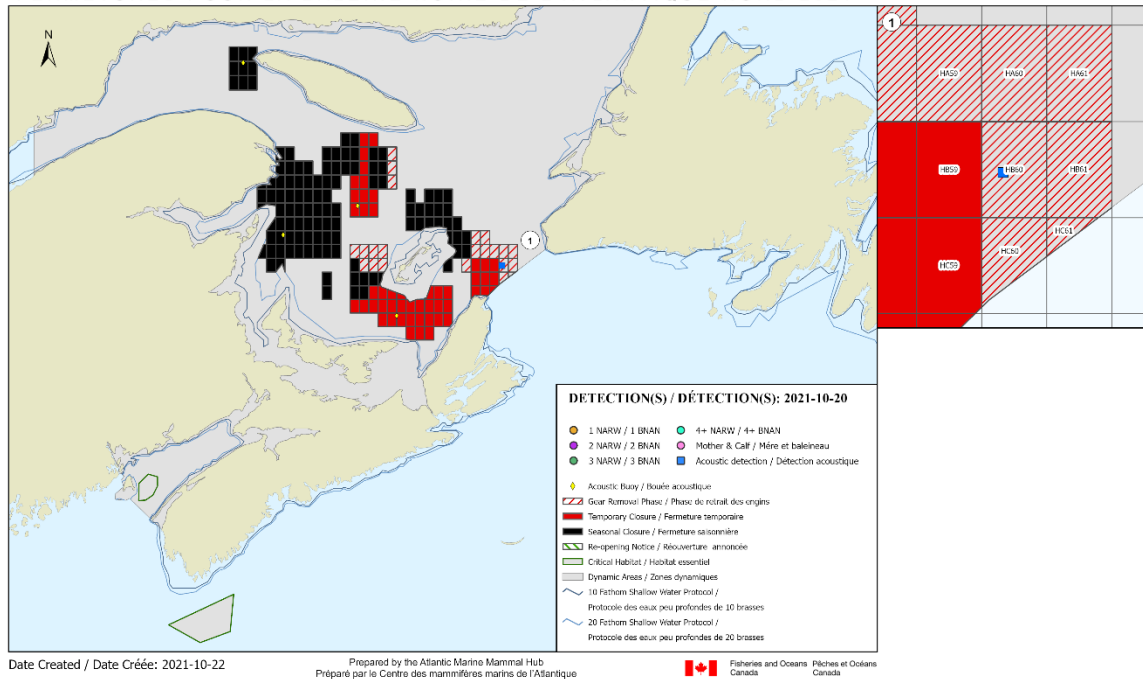 N
1
1
HA59
HA60
HA61
HB59
HB60
HB61
HC59
HC60
HC61
DETECTION(S) / DÉTECTION(S): 2021-10-20
1 NARW / 1 BNAN
4+ NARW / 4+ BNAN
2 NARW / 2 BNAN
Mother & Calf / Mére et baleineau
3 NARW / 3 BNAN
Acoustic detection / Détection acoustique
Acoustic Buoy / Bouée acoustique
Gear Removal Phase / Phase de retrait des engins
Temporary Closure / Fermeture temporaire
Seasonal Closure / Fermeture saisonnière
Re-opening Notice / Réouverture annoncée
Critical Habitat / Habitat essentiel
Dynamic Areas / Zones dynamiques
10 Fathom Shallow Water Protocol /
Protocole des eaux peu profondes de 10 brasses
20 Fathom Shallow Water Protocol /
Protocole des eaux peu profondes de 20 brasses
Date Created / Date Créée: 2021-10-22
Prepared by the Atlantic Marine Mammal Hub
Préparé par le Centre des mammifères marins de l'Atlantique
Fisheries and Oceans Canada
Pêches et Océans Canada